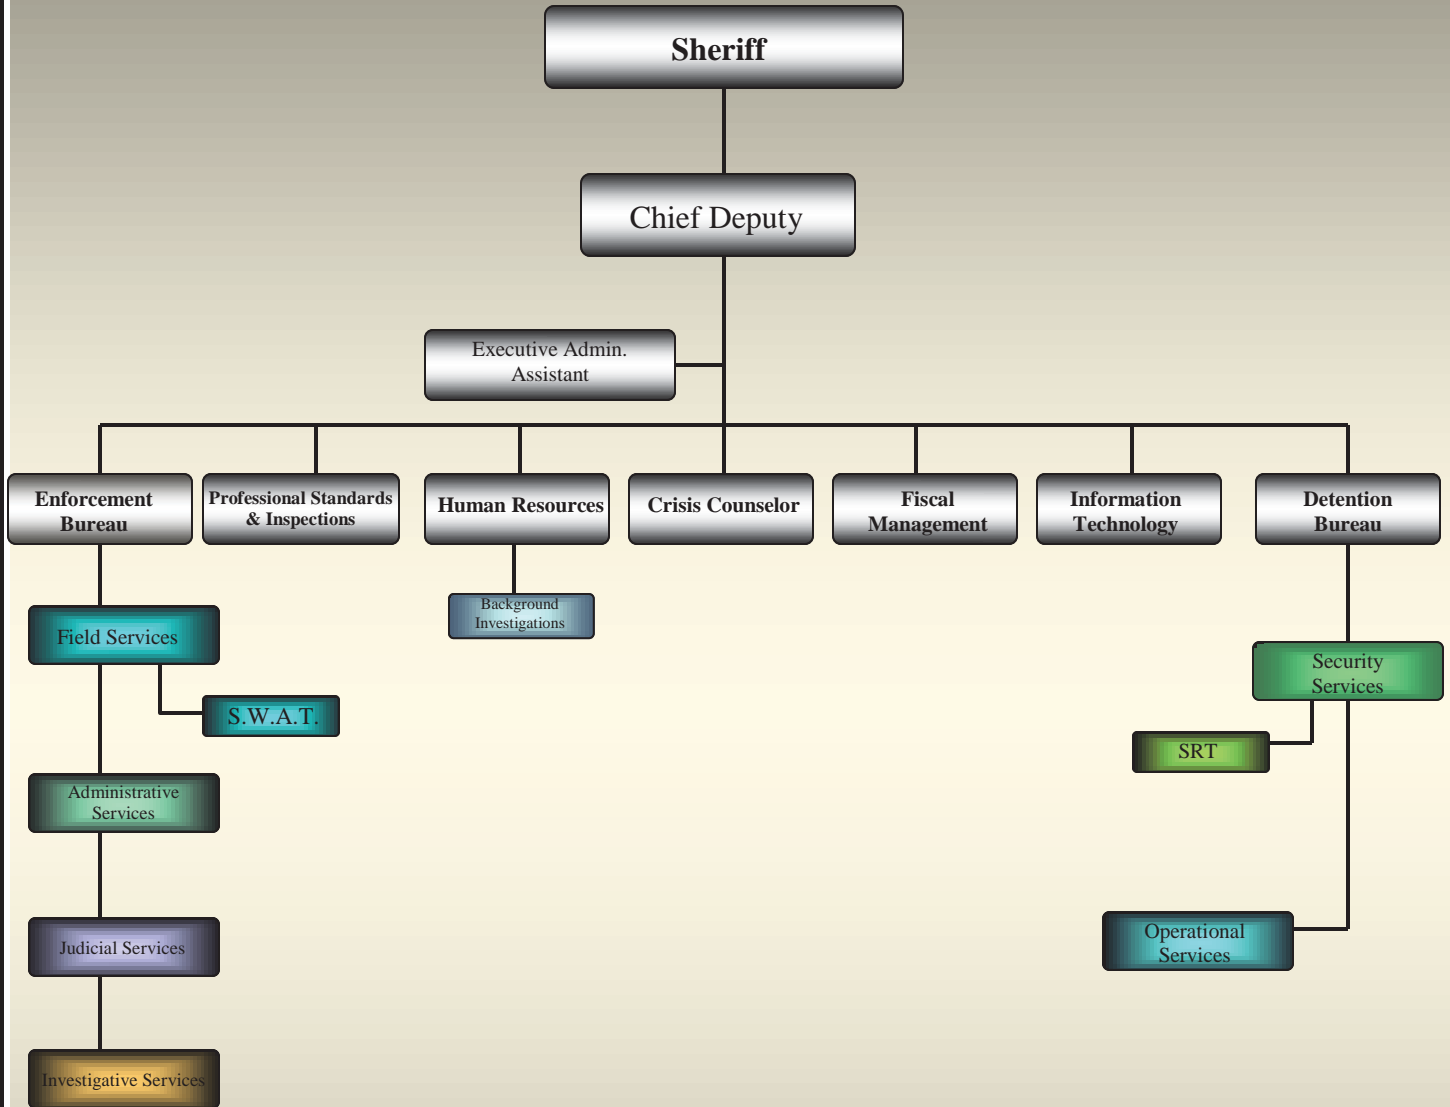 Sheriff
Chief Deputy
Executive Admin.
Assistant
Enforcement
Bureau
Professional Standards
& Inspections
Human Resources
Crisis Counselor
Fiscal
Management
Information
Technology
Detention
Bureau
Field Services
S.W.A.T.
Administrative
Services
Judicial Services
Investigative Services
Background
Investigations
Security
Services
SRT
Operational
Services